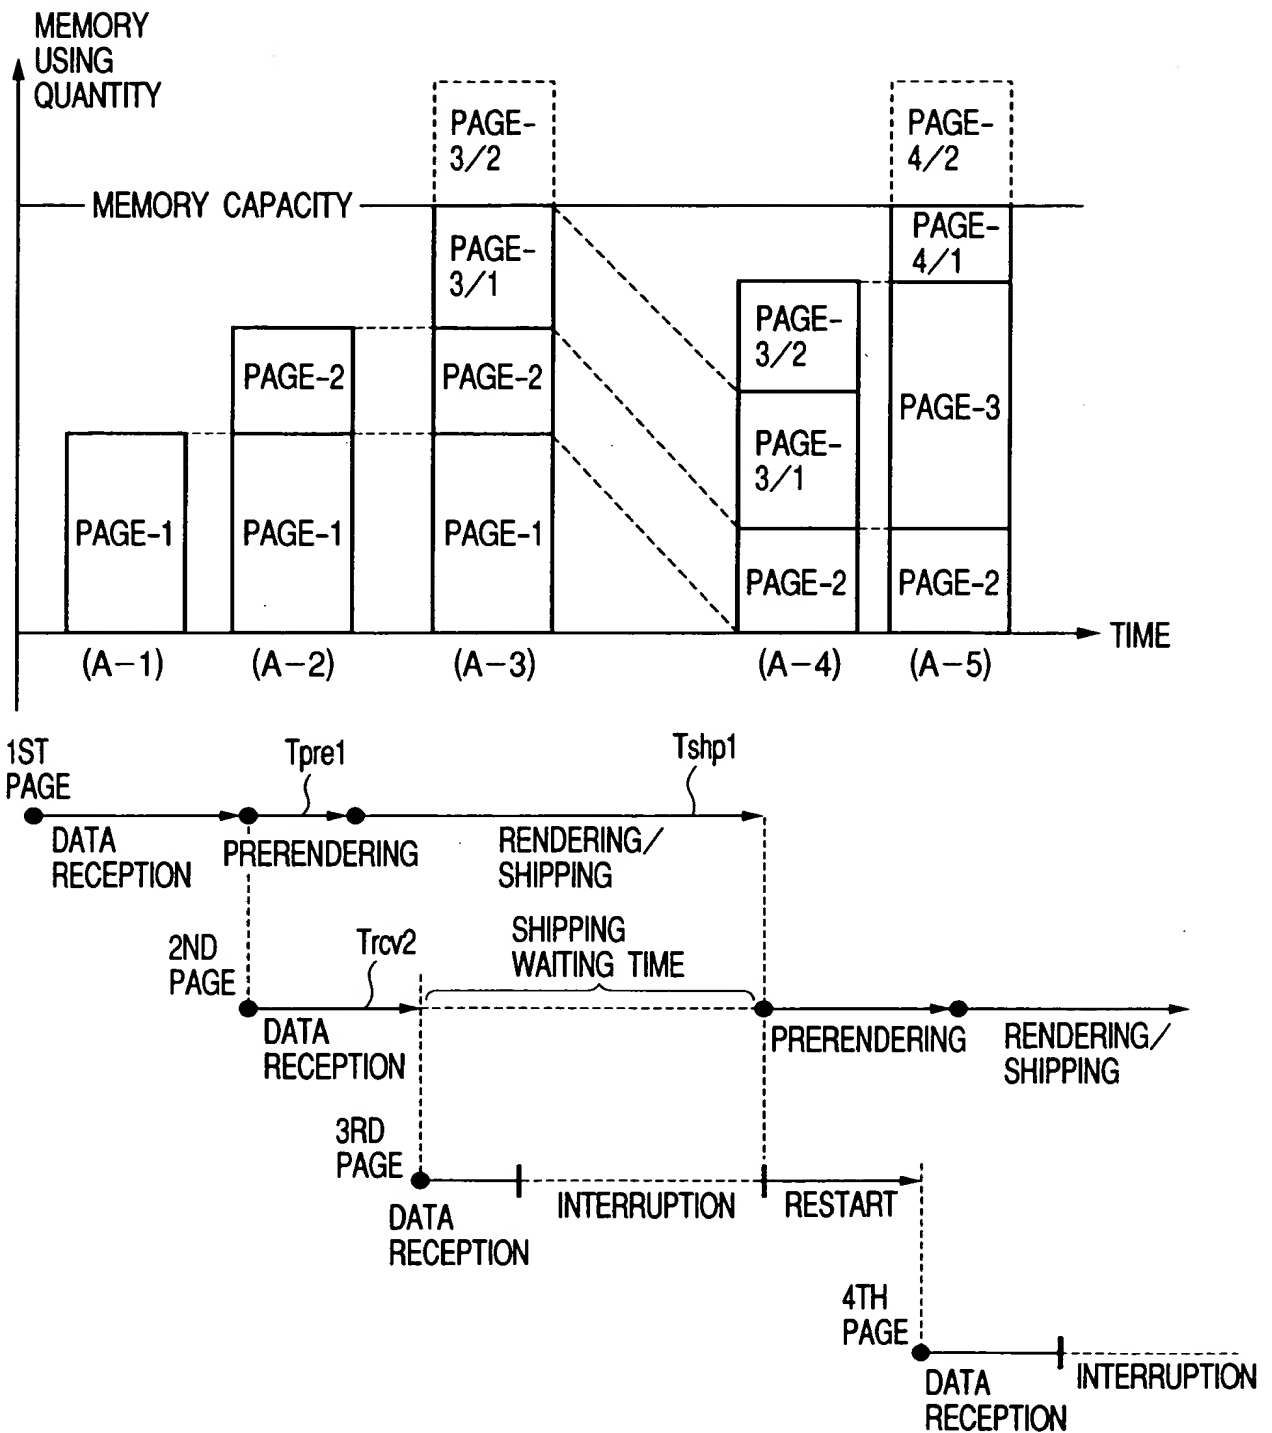 MEMORY
USING
QUANTITY
PAGE-
3/2
PAGE-
4/2
MEMORY CAPACITY
PAGE-
3/1
PAGE-
4/1
PAGE-2
PAGE-2
PAGE-
3/2
PAGE-3
PAGE-1
PAGE-1
PAGE-1
PAGE-
3/1
PAGE-2
PAGE-2
TIME
(A-1)
(A-2)
(A-3)
(A-4)
(A-5)
1ST
PAGE
Tpre1
Tshp1
DATA
RECEPTION
PRERENDERING
RENDERING/
SHIPPING
2ND
PAGE
Trcv2
SHIPPING
WAITING TIME
DATA
RECEPTION
PRERENDERING
RENDERING/
SHIPPING
3RD
PAGE
DATA
RECEPTION
INTERRUPTION
RESTART
4TH
PAGE
DATA
RECEPTION
INTERRUPTION